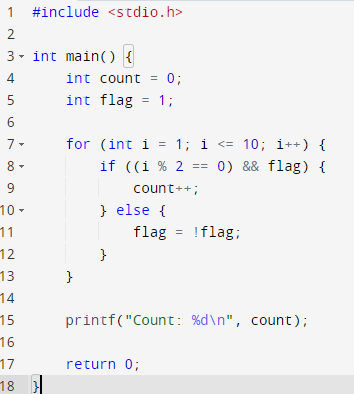 1 #include <stdio.h>
2
3 int main() {
4     int count = 0;
5     int flag = 1;
6
7     for (int i = 1; i <= 10; i++) {
8         if ((i % 2 == 0) && flag) {
9             count++;
10         } else {
11             flag = !flag;
12         }
13     }
14
15     printf("Count: %d\n", count);
16
17     return 0;
18 }